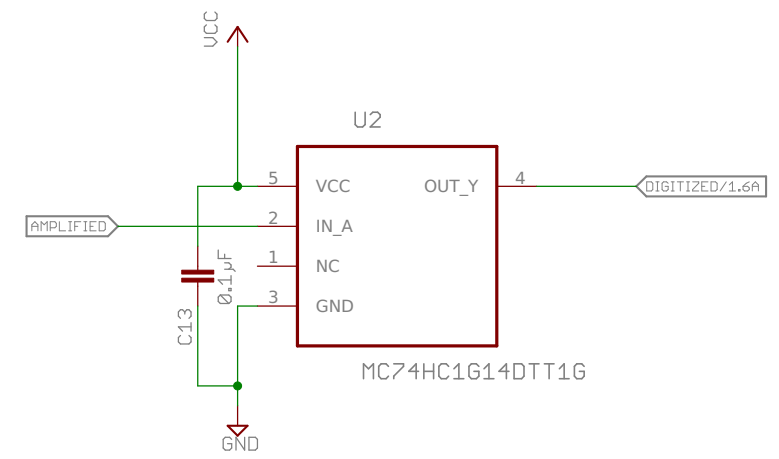 VCC
U2
5 VCC OUT_Y 4
DIGITIZED/1.6A
AMPLIFIED
2 IN_A
1 NC
0.1µF
3 GND
C13
MC74HC1G14DTT1G
GND